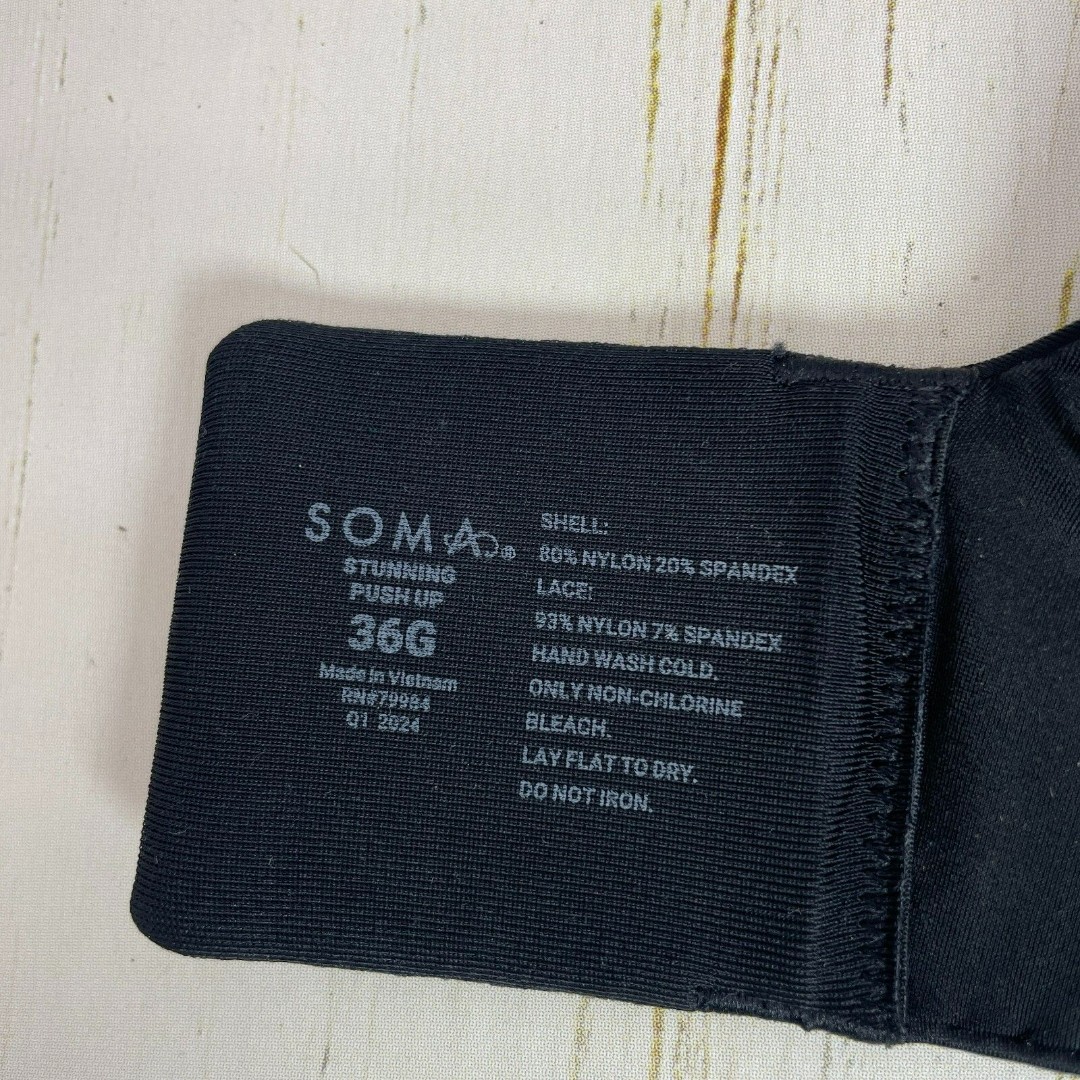 SOMA®
STUNNING
PUSH UP
36G
Made in Vietnam
RN#79984
Q1 2024
SHELL:
80% NYLON 20% SPANDEX
LACE:
93% NYLON 7% SPANDEX
HAND WASH COLD.
ONLY NON-CHLORINE
BLEACH.
LAY FLAT TO DRY.
DO NOT IRON.